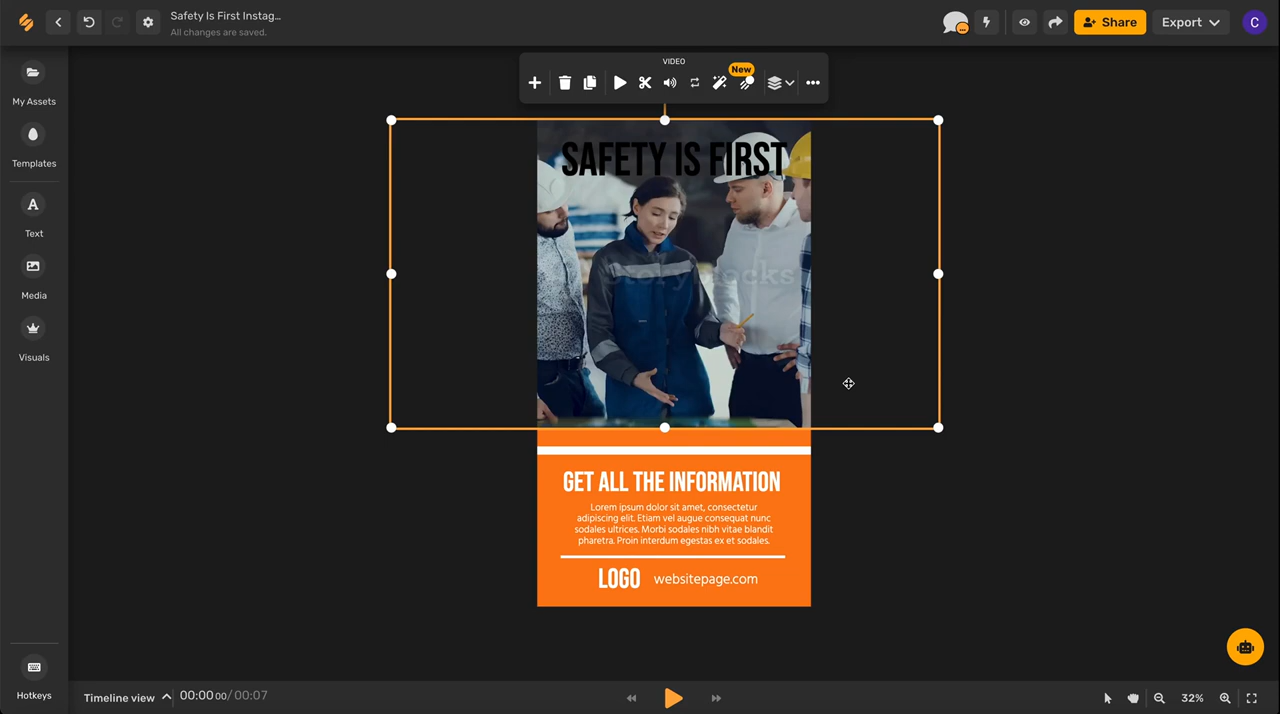 Safety Is First Instag...
All changes are saved.
Share
Export
C
My Assets
Templates
Text
Media
Visuals
Hotkeys
VIDEO
New
SAFETY IS FIRST
GET ALL THE INFORMATION
Lorem ipsum dolor sit amet, consectetur
adipiscing elit. Etiam vel augue consequat nunc
sodales ultrices. Morbi sodales nibh vitae blandit
pharetra. Proin interdum egestas ex et sodales.
LOGO websitepage.com
Timeline view
00:00:00/00:07
32%